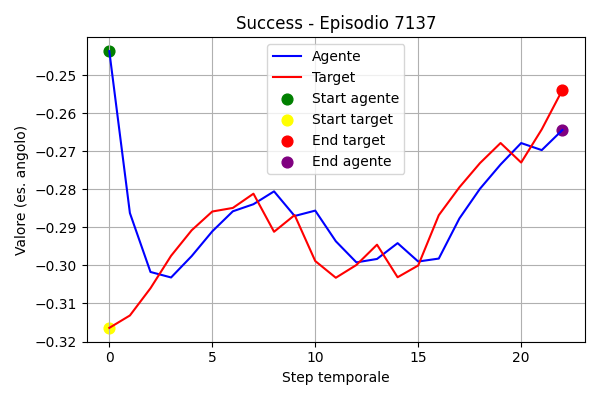 Success - Episodio 7137
Agente
Target
Start agente
Start target
End target
End agente
Valore (es. angolo)
−0.25
−0.26
−0.27
−0.28
−0.29
−0.30
−0.31
−0.32
0
5
10
15
20
Step temporale